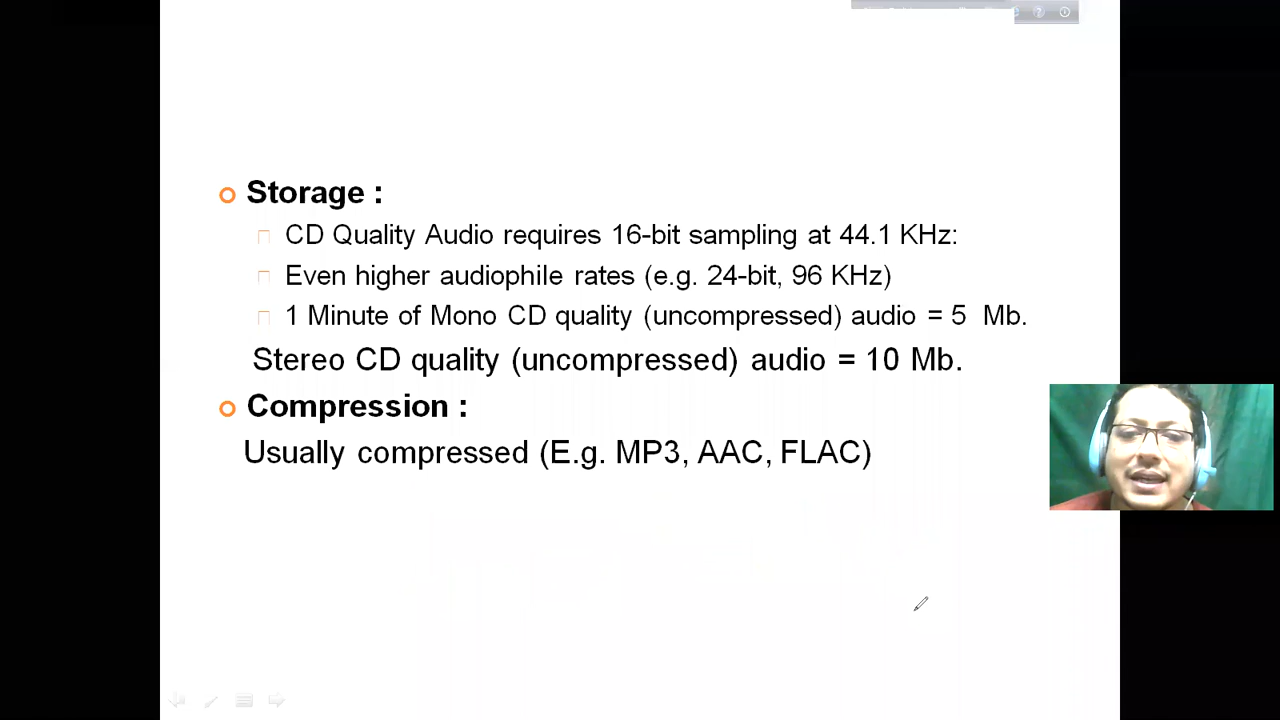 Storage :
CD Quality Audio requires 16-bit sampling at 44.1 KHz:
Even higher audiophile rates (e.g. 24-bit, 96 KHz)
1 Minute of Mono CD quality (uncompressed) audio = 5 Mb.
Stereo CD quality (uncompressed) audio = 10 Mb.
Compression :
Usually compressed (E.g. MP3, AAC, FLAC)